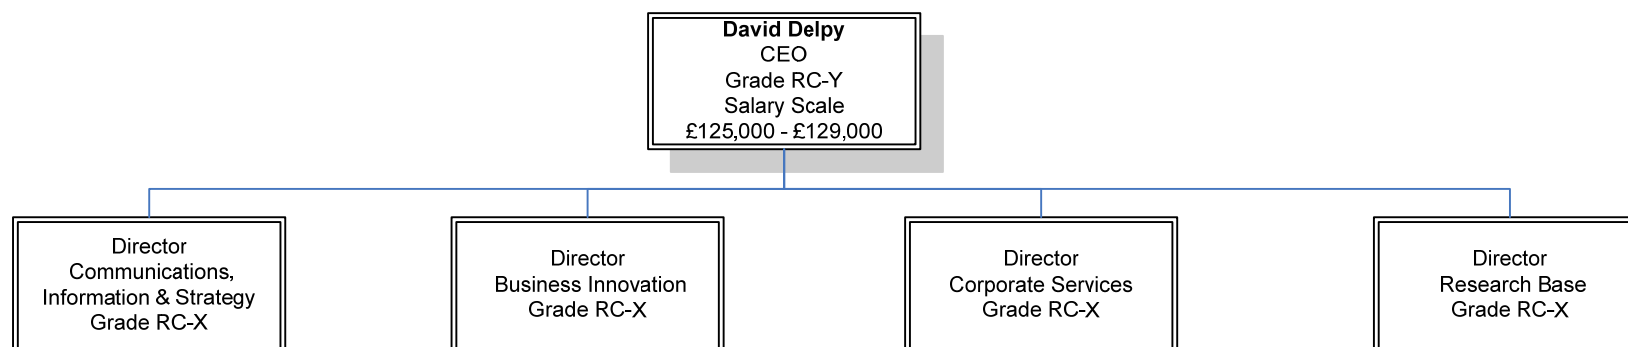 David Delpy
CEO
Grade RC-Y
Salary Scale
£125,000 - £129,000
Director
Communications,
Information & Strategy
Grade RC-X
Director
Business Innovation
Grade RC-X
Director
Corporate Services
Grade RC-X
Director
Research Base
Grade RC-X